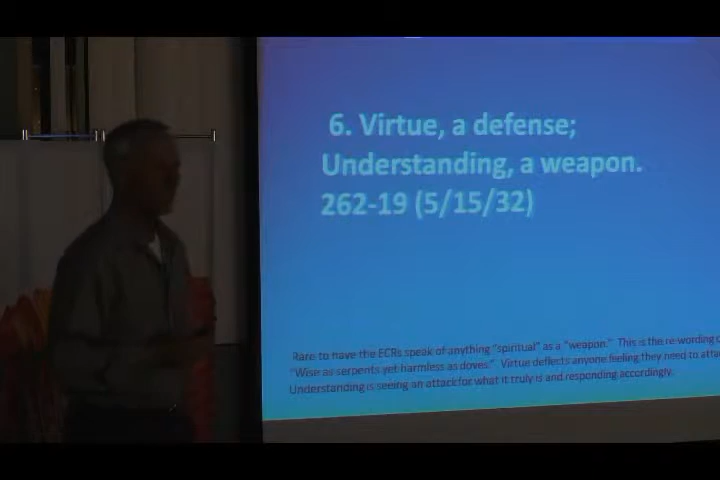 6. Virtue, a defense;
Understanding, a weapon.
262-19 (5/15/32)
Rare to have the ECRs speak of anything "spiritual" as a "weapon." This is the re-wording
"Wise as serpents yet harmless as doves." Virtue deflects anyone feeling they need to
Understanding is seeing an attack for what it truly is and responding accordingly.